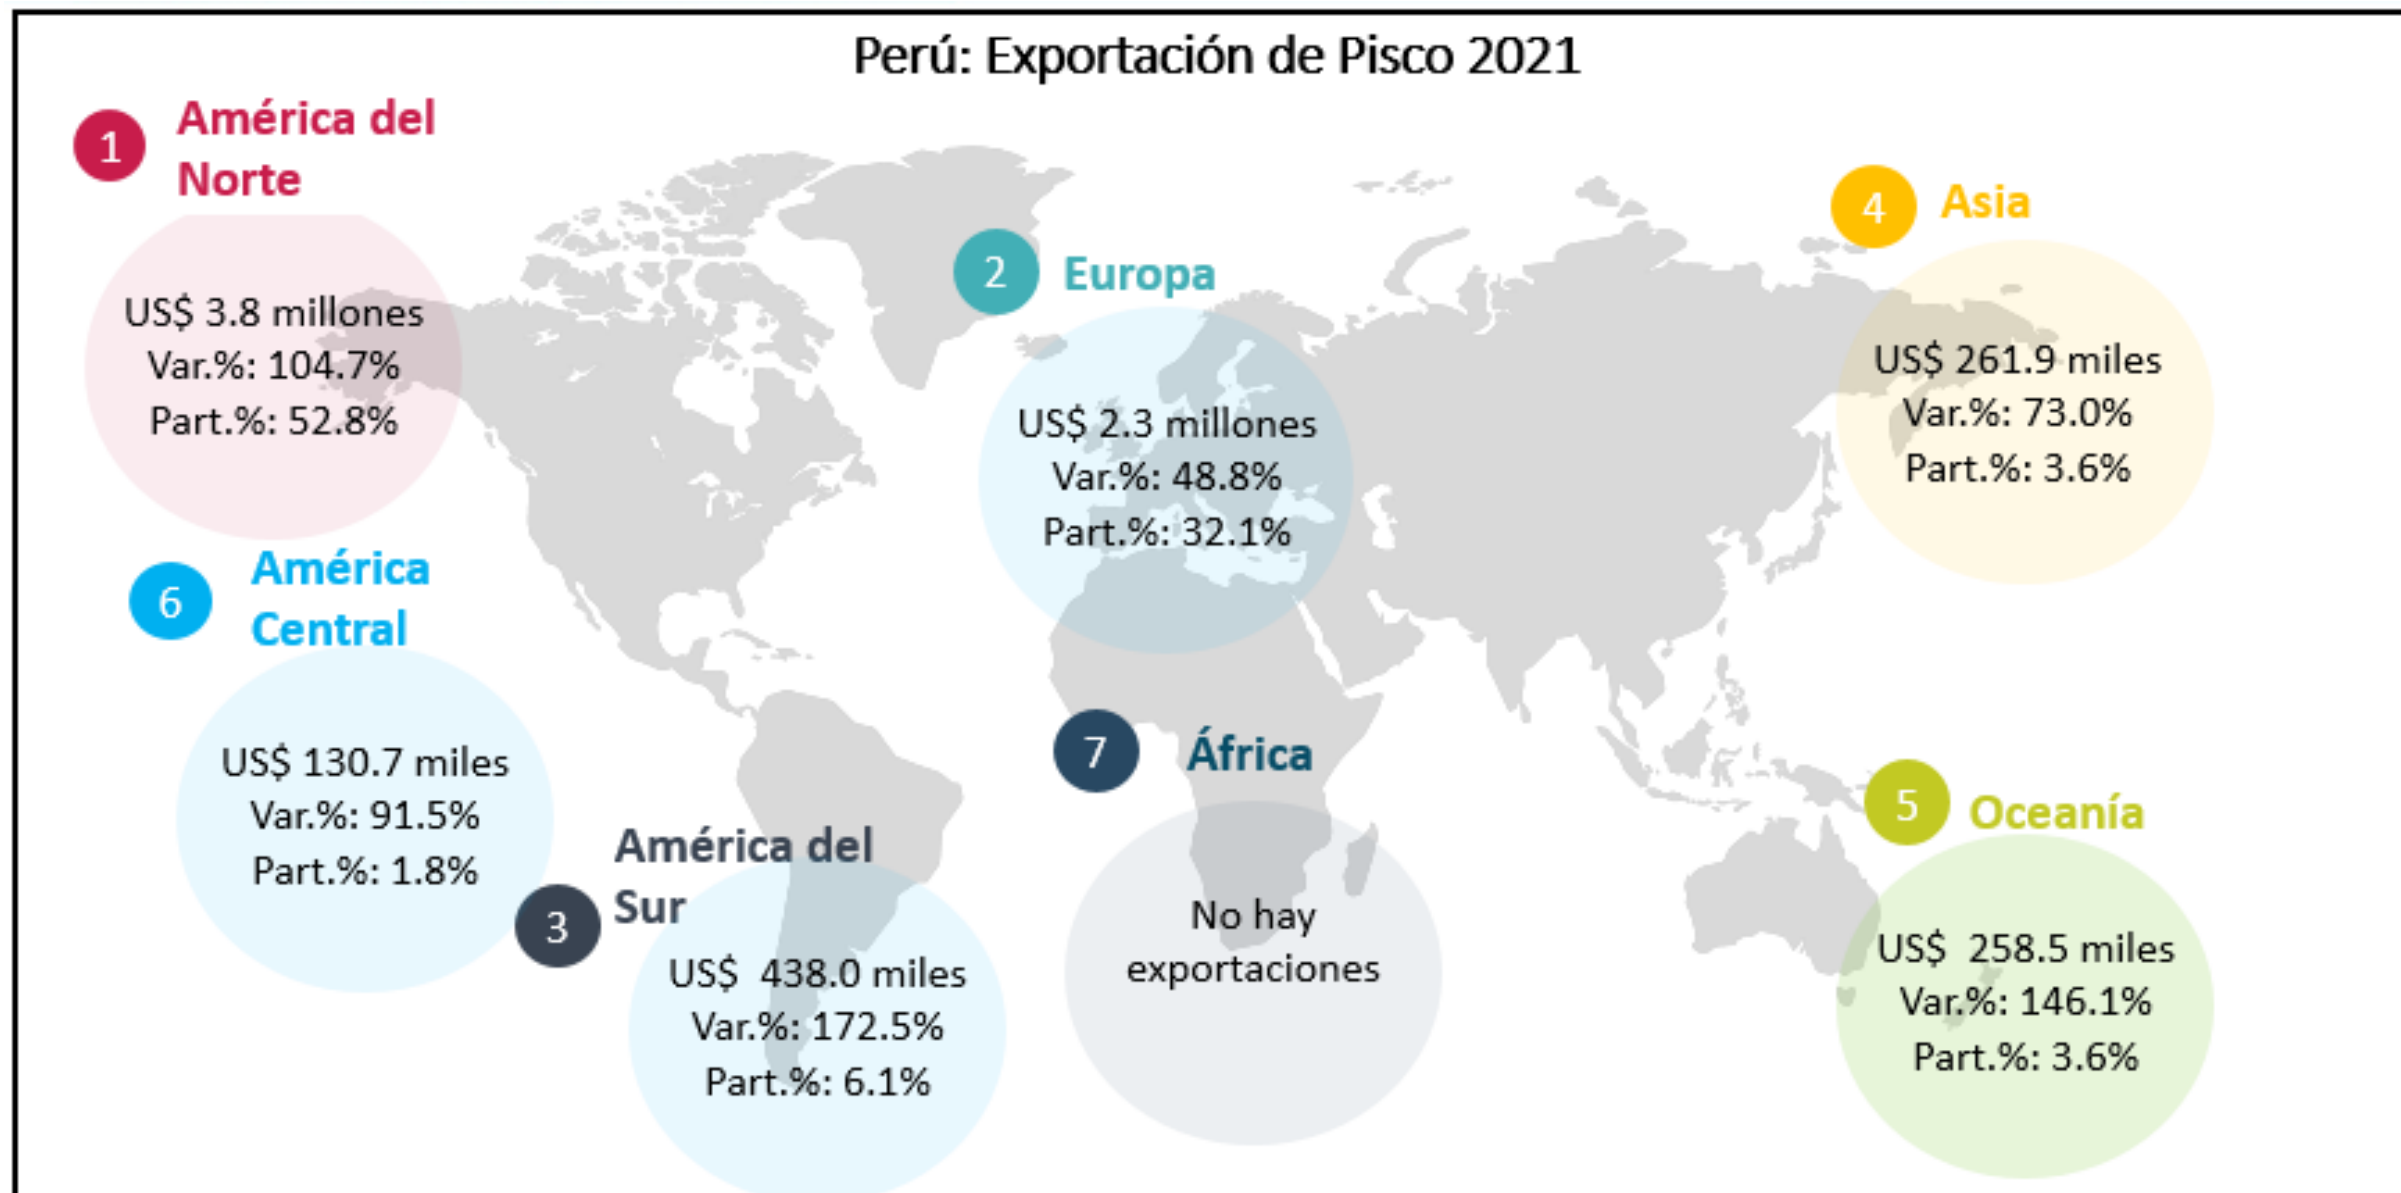 Perú: Exportación de Pisco 2021
1
América del
Norte
US$ 3.8 millones
Var.%: 104.7%
Part.%: 52.8%
2
Europa
US$ 2.3 millones
Var.%: 48.8%
Part.%: 32.1%
4
Asia
US$ 261.9 miles
Var.%: 73.0%
Part.%: 3.6%
6
América
Central
US$ 130.7 miles
Var.%: 91.5%
Part.%: 1.8%
3
América del
Sur
US$  438.0 miles
Var.%: 172.5%
Part.%: 6.1%
7
África
No hay
exportaciones
5
Oceanía
US$  258.5 miles
Var.%: 146.1%
Part.%: 3.6%